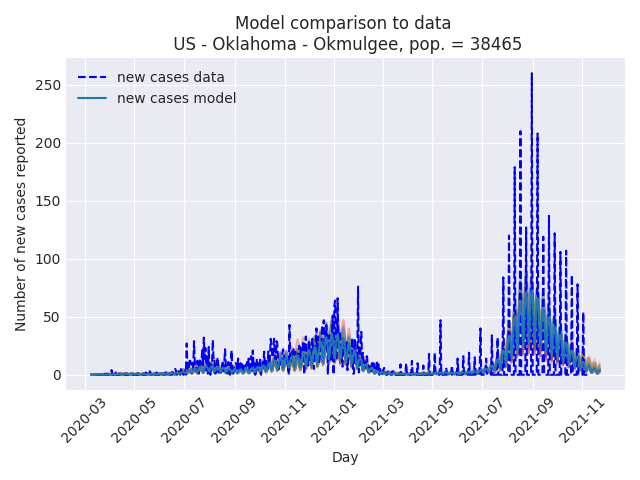 Model comparison to data
US - Oklahoma - Okmulgee, pop. = 38465
new cases data
new cases model
Number of new cases reported
250
200
150
100
50
0
2020-03
2020-05
2020-07
2020-09
2020-11
2021-01
2021-03
2021-05
2021-07
2021-09
2021-11
Day